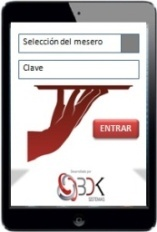 Selección del mesero
Clave
ENTRAR
BDK
SISTEMAS